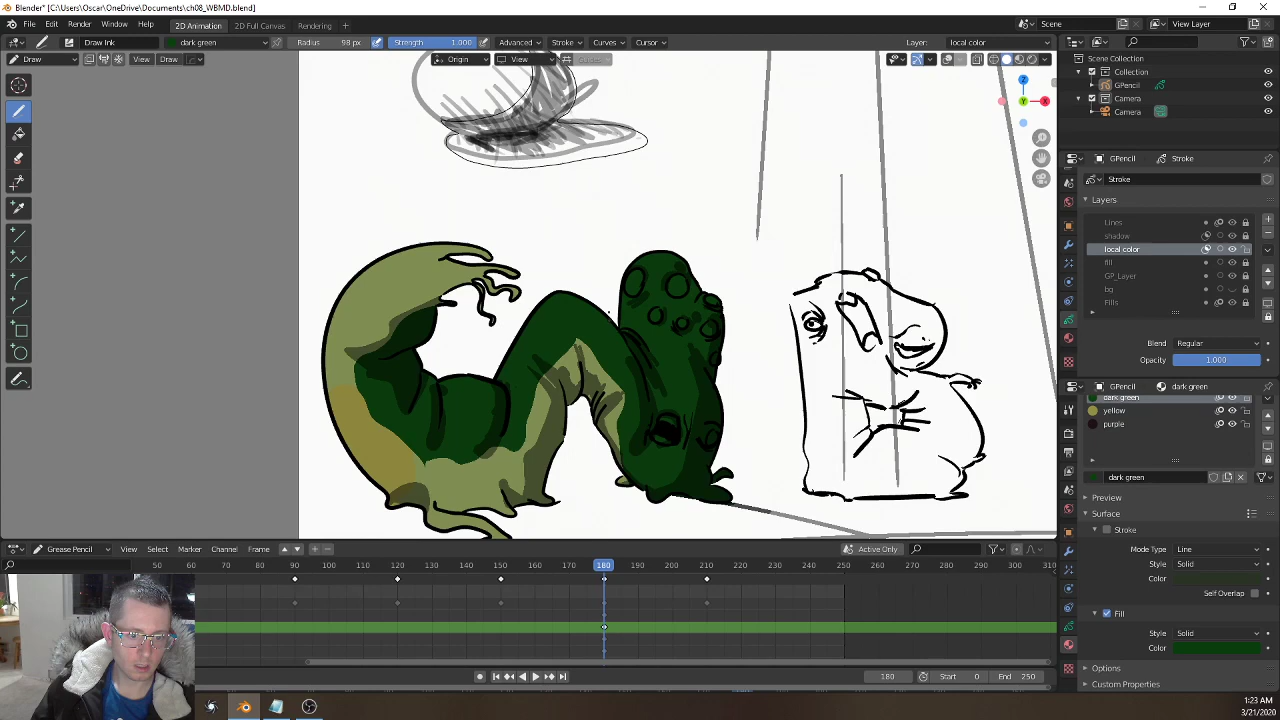 Blender* [C:\Users\Oscar\OneDrive\Documents\ch08_WBMD.blend]
File Edit Render Window Help 2D Animation 2D Full Canvas Rendering + Scene View Layer
Draw Ink dark green Radius 98 px Strength 1.000 Advanced Stroke Curves Cursor Layer: local color
Draw View Draw Origin View Guides
Scene Collection
Collection
GPencil
Camera
Camera
GPencil Stroke
Stroke
Layers
Lines
shadow
local color
fill
GP_Layer
bg
Fills
Blend Regular
Opacity 1.000
GPencil dark green
dark green
yellow
purple
dark green
Preview
Surface
Stroke
Mode Type Line
Style Solid
Color
Self Overlap
Fill
Style Solid
Color
Options
Custom Properties
Grease Pencil View Select Marker Channel Frame Active Only
50 60 70 80 90 100 110 120 130 140 150 160 170 180 190 200 210 220 230 240 250 260 270 280 290 300 310
180 Start 0 End 250
1:23 AM
3/21/2020